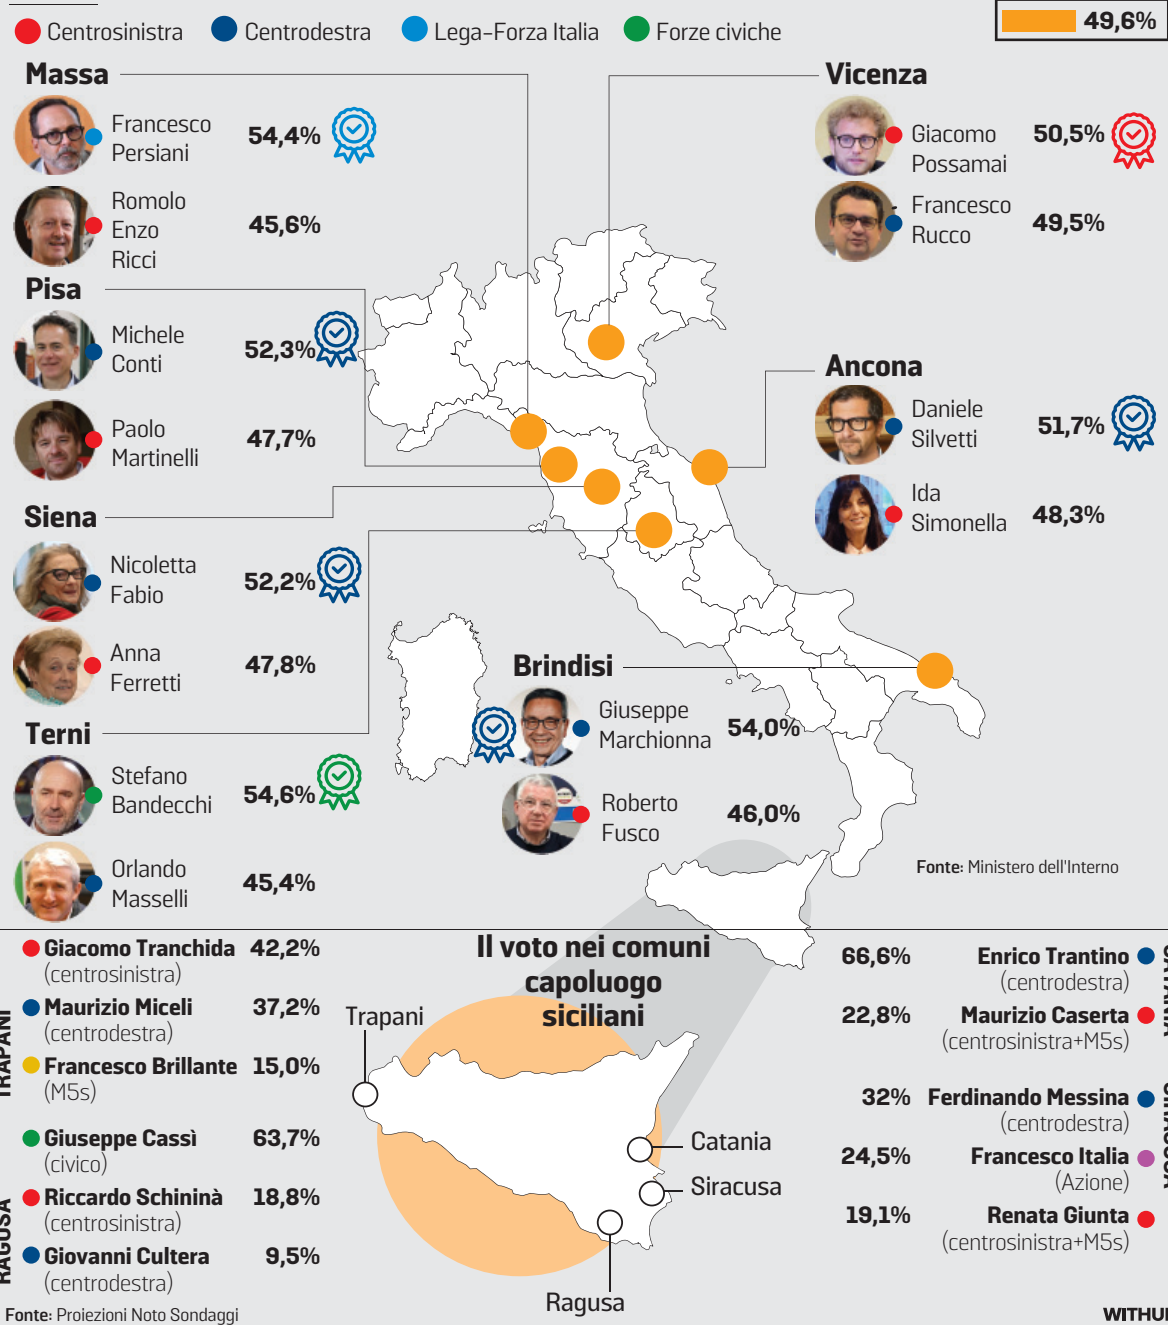 Centrosinistra
Centrodestra
Lega-Forza Italia
Forze civiche
49,6%
Massa
Francesco
Persiani
54,4%
Romolo
Enzo
Ricci
45,6%
Pisa
Michele
Conti
52,3%
Paolo
Martinelli
47,7%
Siena
Nicoletta
Fabio
52,2%
Anna
Ferretti
47,8%
Terni
Stefano
Bandecchi
54,6%
Orlando
Masselli
45,4%
Vicenza
Giacomo
Possamai
50,5%
Francesco
Rucco
49,5%
Ancona
Daniele
Silvetti
51,7%
Ida
Simonella
48,3%
Brindisi
Giuseppe
Marchionna
54,0%
Roberto
Fusco
46,0%
Fonte: Ministero dell'Interno
Il voto nei comuni
capoluogo
siciliani
TRAPANI
Giacomo Tranchida 42,2%
(centrosinistra)
Maurizio Miceli 37,2%
(centrodestra)
Francesco Brillante 15,0%
(M5s)
RAGUSA
Giuseppe Cassì 63,7%
(civico)
Riccardo Schininà 18,8%
(centrosinistra)
Giovanni Cultera 9,5%
(centrodestra)
Trapani
Catania
Siracusa
Ragusa
66,6% Enrico Trantino
(centrodestra)
22,8% Maurizio Caserta
(centrosinistra+M5s)
32% Ferdinando Messina
(centrodestra)
24,5% Francesco Italia
(Azione)
19,1% Renata Giunta
(centrosinistra+M5s)
Fonte: Proiezioni Noto Sondaggi
WITHUB